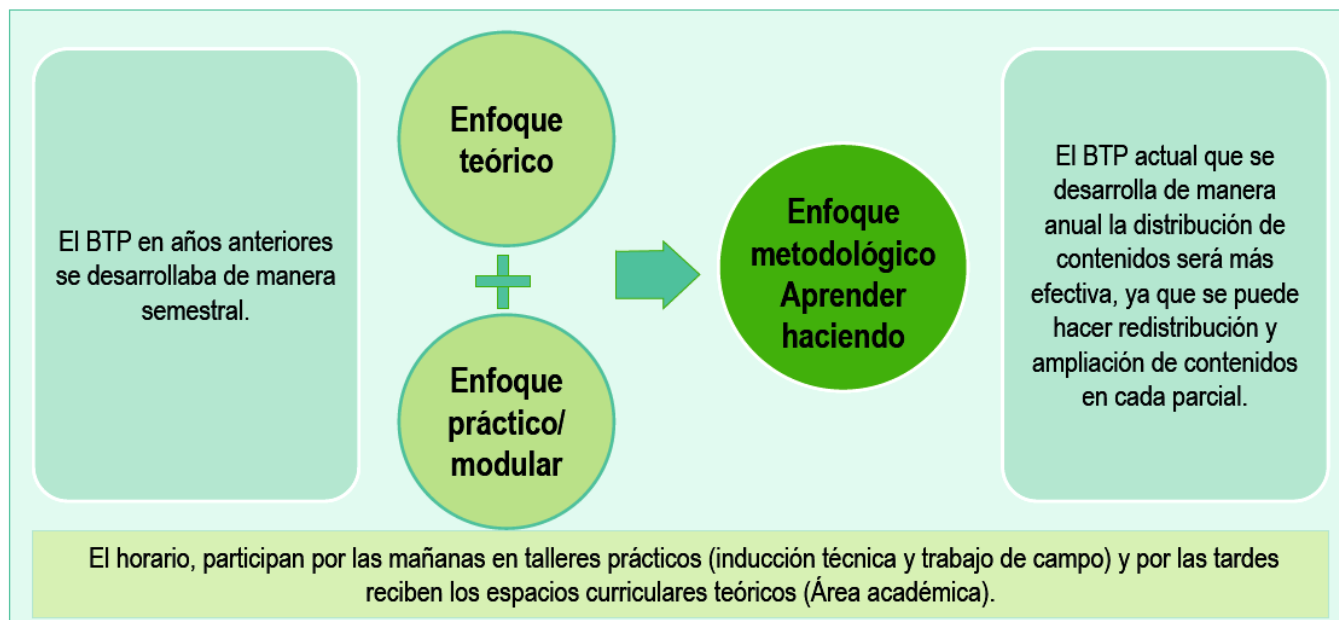 El BTP en años anteriores
se desarrollaba de manera
semestral.
Enfoque
teórico
Enfoque
práctico/
modular
Enfoque
metodológico
Aprender
haciendo
El BTP actual que se
desarrolla de manera
anual la distribución de
contenidos será más
efectiva, ya que se puede
hacer redistribución y
ampliación de contenidos
en cada parcial.
El horario, participan por las mañanas en talleres prácticos (inducción técnica y trabajo de campo) y por las tardes
reciben los espacios curriculares teóricos (Área académica).